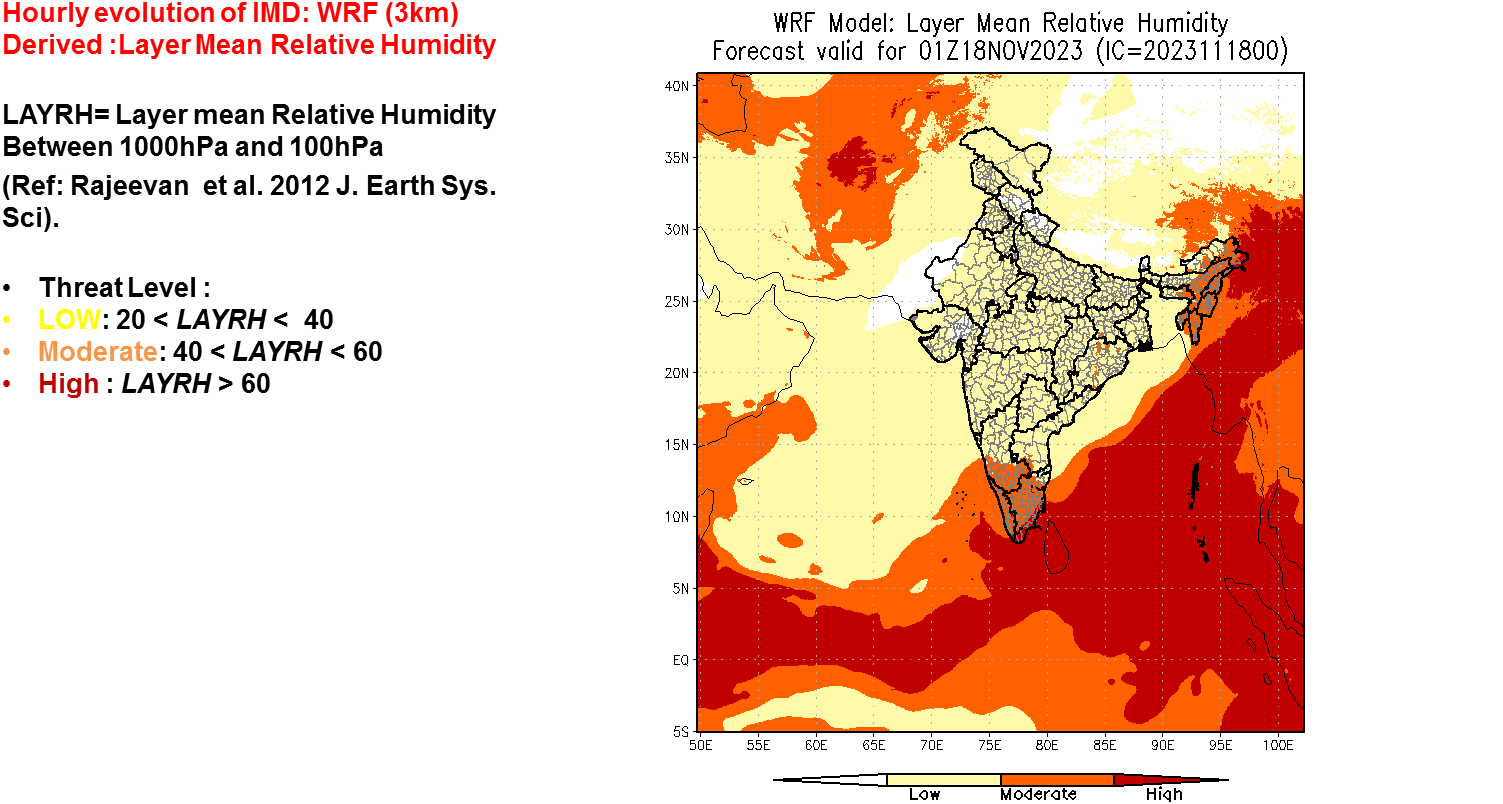 Hourly evolution of IMD: WRF (3km)
Derived :Layer Mean Relative Humidity
LAYRH= Layer mean Relative Humidity
Between 1000hPa and 100hPa
(Ref: Rajeevan et al. 2012 J. Earth Sys.
Sci).
• Threat Level :
• LOW: 20 < LAYRH < 40
• Moderate: 40 < LAYRH < 60
• High : LAYRH > 60
WRF Model: Layer Mean Relative Humidity
Forecast valid for 01Z18NOV2023 (IC=2023111800)
40N
35N
30N
25N
20N
15N
10N
5N
EQ
5S
50E 55E 60E 65E 70E 75E 80E 85E 90E 95E 100E
Low Moderate High